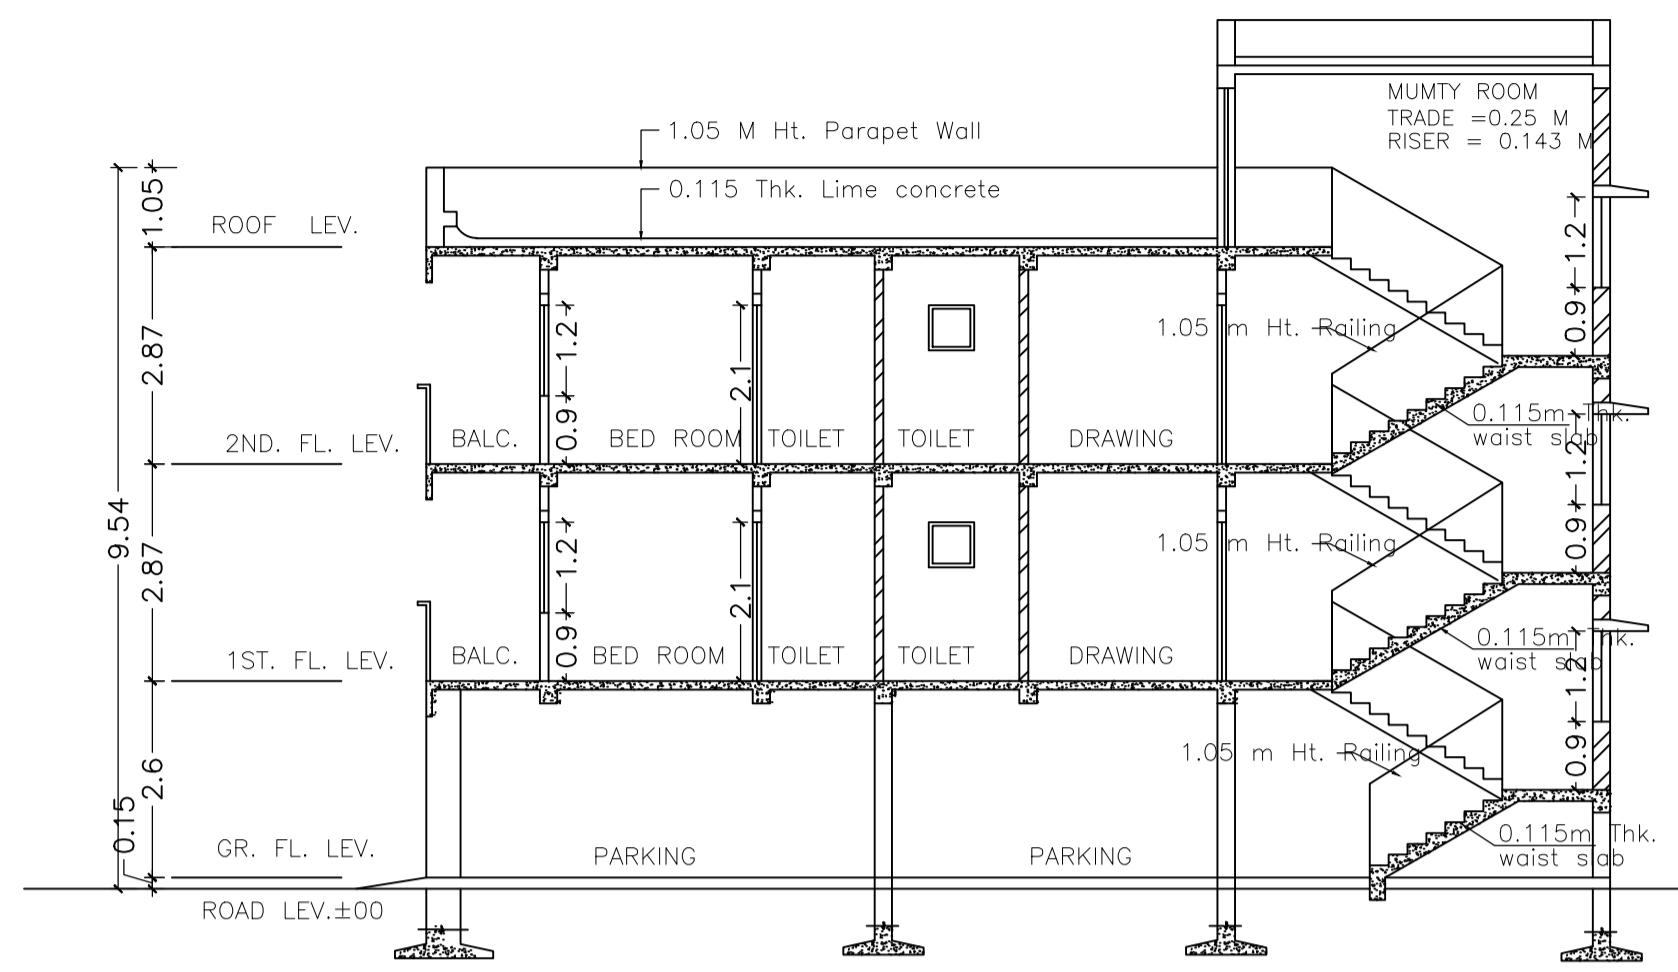 MUMTY ROOM
TRADE =0.25 M
RISER = 0.143 M
1.05 M Ht. Parapet Wall
0.115 Thk. Lime concrete
1.05
ROOF LEV.
1.2
0.9
2.87
1.2
2.1
0.9
1.05 m Ht. Railing
0.115m Thk.
waist slab
2ND. FL. LEV.
BALC.
BED ROOM
TOILET
TOILET
DRAWING
1.2
0.9
9.54
2.87
1.2
2.1
0.9
1.05 m Ht. Railing
0.115m Thk.
waist slab
1ST. FL. LEV.
BALC.
BED ROOM
TOILET
TOILET
DRAWING
1.2
0.9
2.6
0.15
1.05 m Ht. Railing
0.115m Thk.
waist slab
GR. FL. LEV.
PARKING
PARKING
ROAD LEV.±00